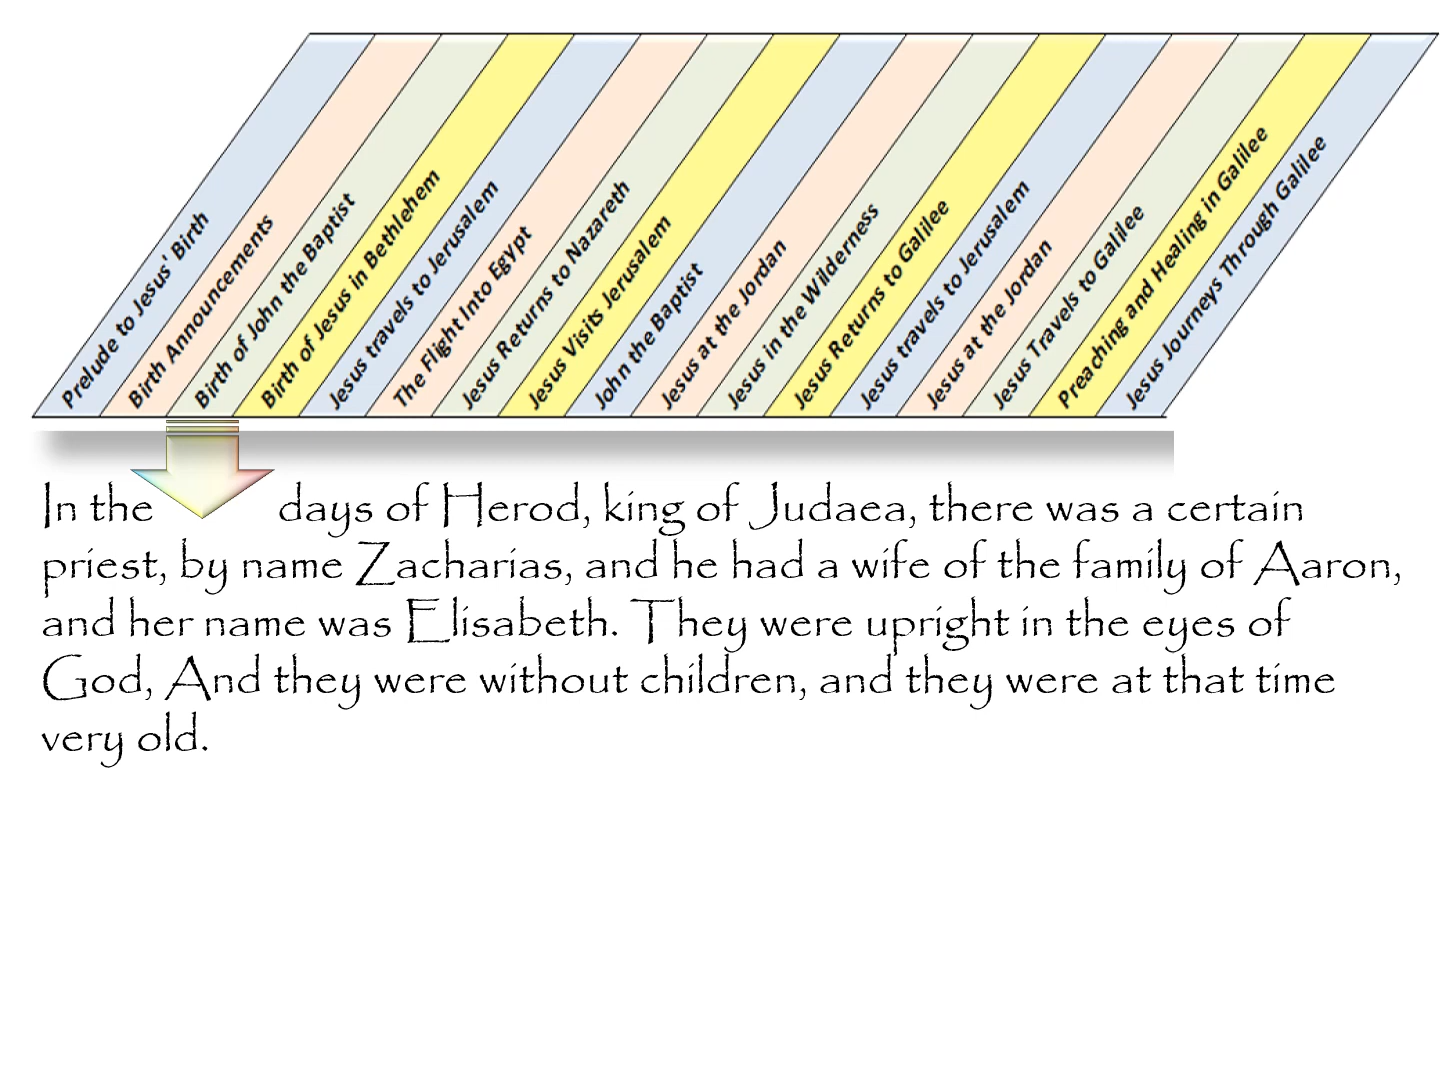 Prelude to Jesus' Birth
Birth Announcements
Birth of John the Baptist
Birth of Jesus in Bethlehem
Jesus travels to Jerusalem
The Flight Into Egypt
Jesus Returns to Nazareth
Jesus Visits Jerusalem
John the Baptist
Jesus at the Jordan
Jesus in the Wilderness
Jesus Returns to Galilee
Jesus travels to Jerusalem
Jesus at the Jordan
Jesus Travels to Galilee
Preaching and Healing in Galilee
Jesus Journeys Through Galilee
In the days of Herod, king of Judaea, there was a certain
priest, by name Zacharias, and he had a wife of the family of Aaron,
and her name was Elisabeth. They were upright in the eyes of
God, And they were without children, and they were at that time
very old.